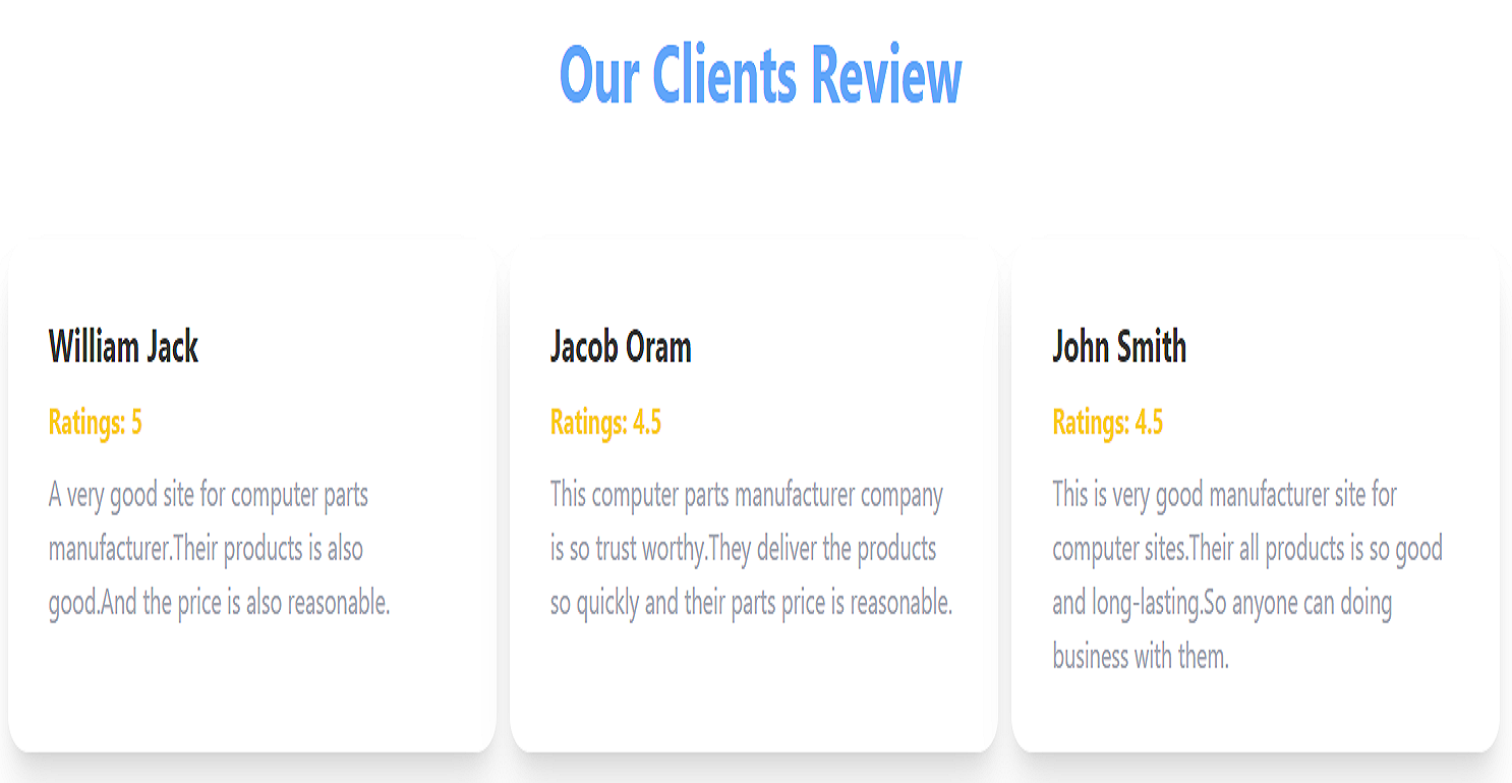 Our Clients Review
William Jack
Ratings: 5
A very good site for computer parts
manufacturer.Their products is also
good.And the price is also reasonable.
Jacob Oram
Ratings: 4.5
This computer parts manufacturer company
is so trust worthy.They deliver the products
so quickly and their parts price is reasonable.
John Smith
Ratings: 4.5
This is very good manufacturer site for
computer sites.Their all products is so good
and long-lasting.So anyone can doing
business with them.